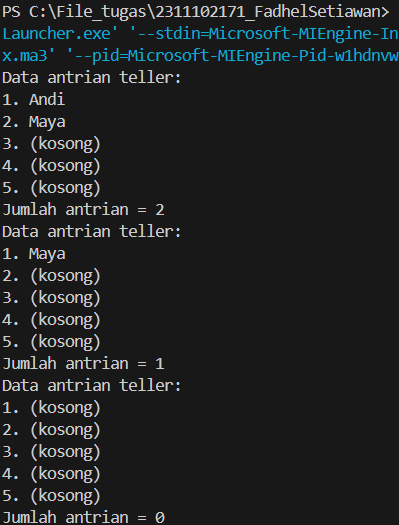 PS C:\File_tugas\2311102171_FadhelSetiawan>
Launcher.exe' '--stdin=Microsoft-MIEngine-In
x.ma3' '--pid=Microsoft-MIEngine-Pid-w1hdnvw
Data antrian teller:
1. Andi
2. Maya
3. (kosong)
4. (kosong)
5. (kosong)
Jumlah antrian = 2
Data antrian teller:
1. Maya
2. (kosong)
3. (kosong)
4. (kosong)
5. (kosong)
Jumlah antrian = 1
Data antrian teller:
1. (kosong)
2. (kosong)
3. (kosong)
4. (kosong)
5. (kosong)
Jumlah antrian = 0